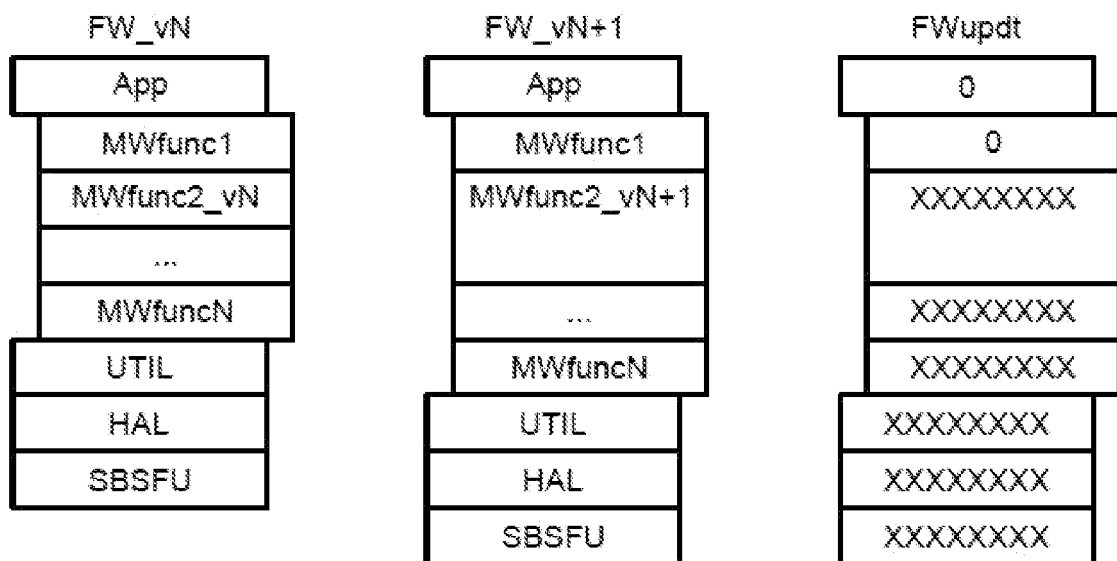 FW_vN
App
MWfunc1
MWfunc2_vN
...
MWfuncN
UTIL
HAL
SBSFU
FW_vN+1
App
MWfunc1
MWfunc2_vN+1
...
MWfuncN
UTIL
HAL
SBSFU
FWupdt
0
0
XXXXXXXX
XXXXXXXX
XXXXXXXX
XXXXXXXX
XXXXXXXX
XXXXXXXX